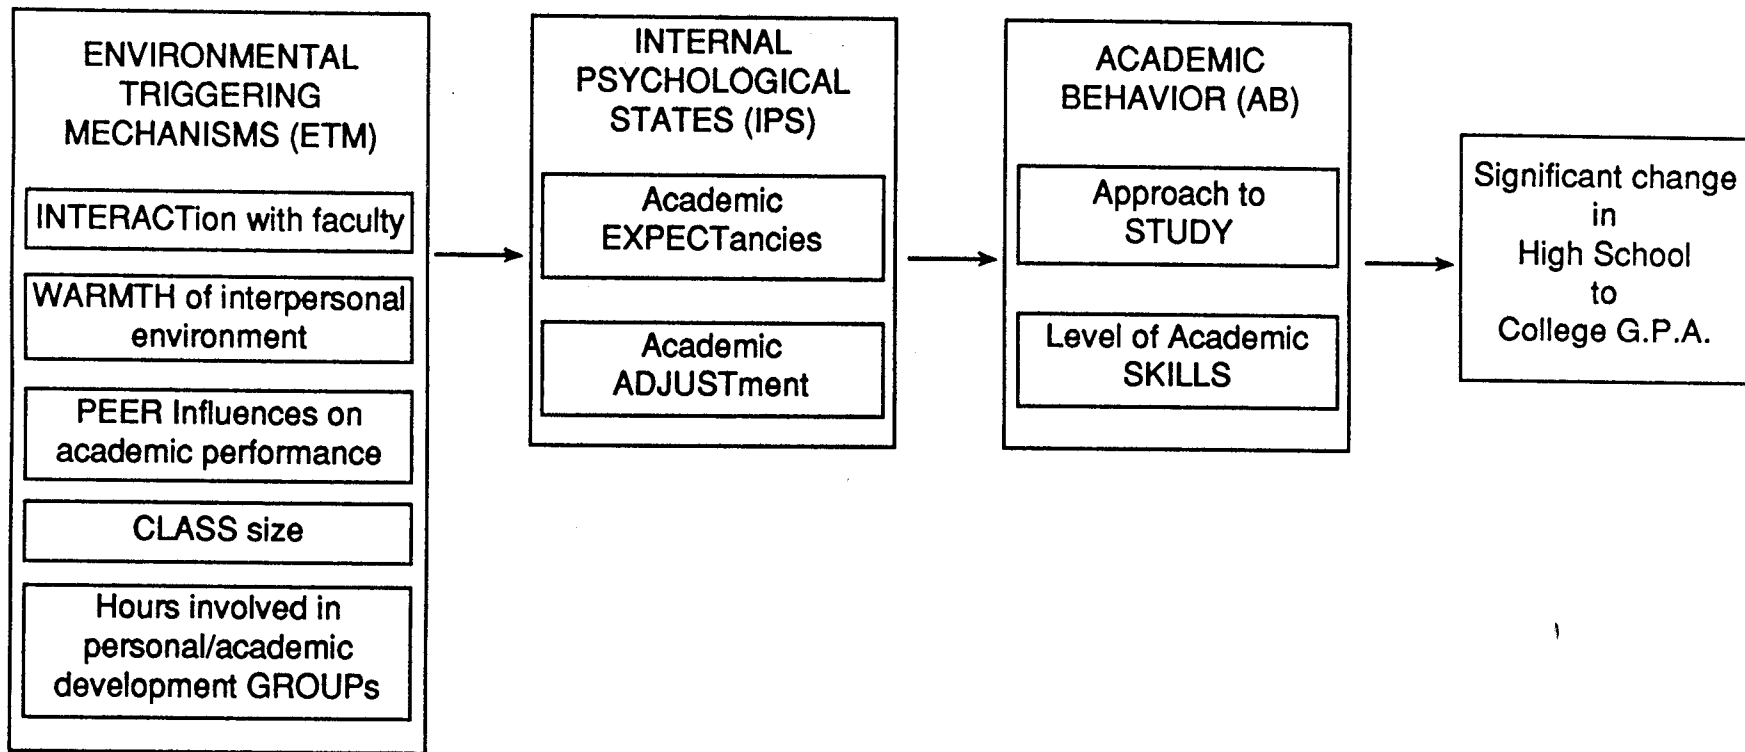 ENVIRONMENTAL
TRIGGERING
MECHANISMS (ETM)
INTERACTion with faculty
WARMTH of interpersonal
environment
PEER Influences on
academic performance
CLASS size
Hours involved in
personal/academic
development GROUPs
INTERNAL
PSYCHOLOGICAL
STATES (IPS)
Academic
EXPECTancies
Academic
ADJUSTment
ACADEMIC
BEHAVIOR (AB)
Approach to
STUDY
Level of Academic
SKILLS
Significant change
in
High School
to
College G.P.A.